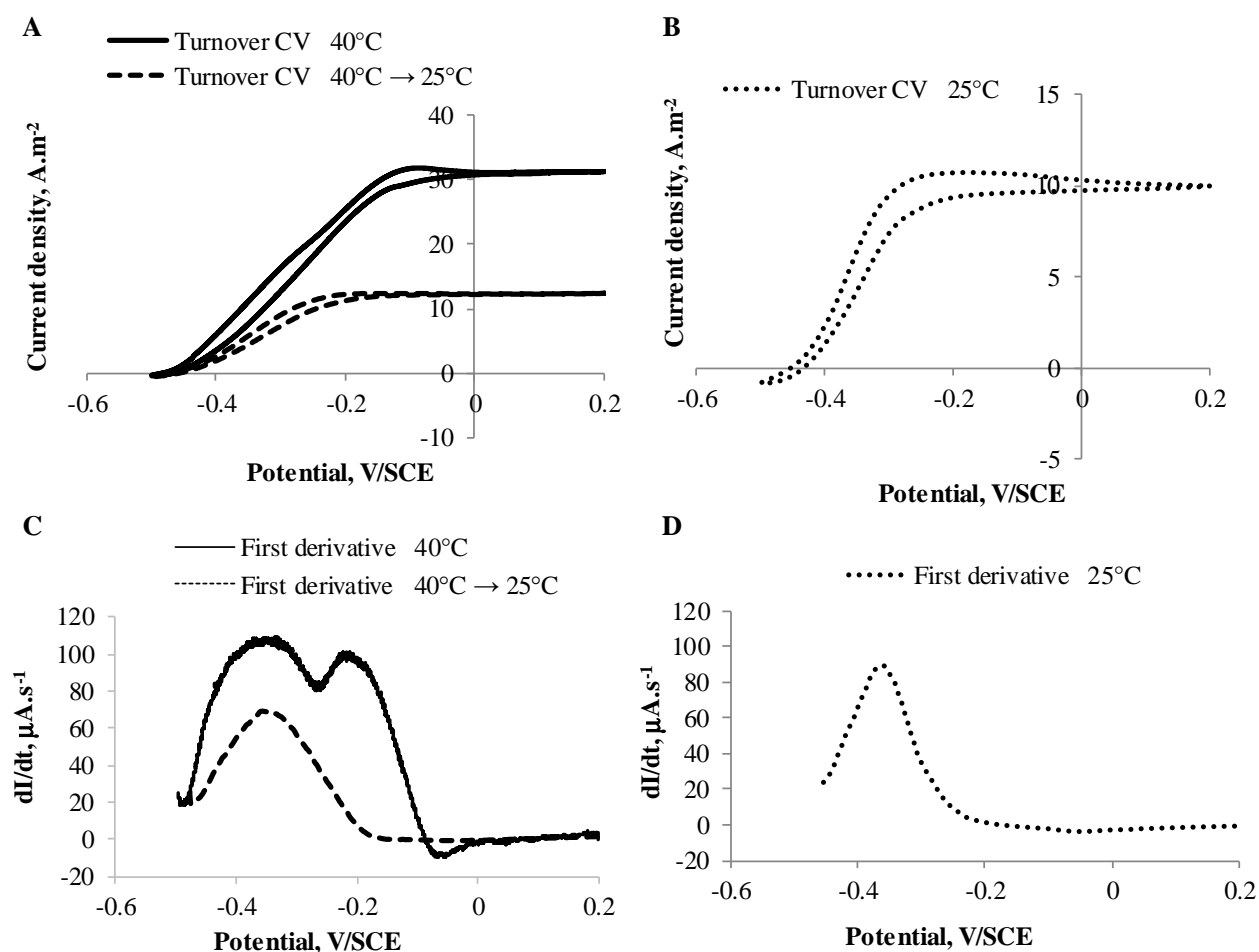 A
Turnover CV 40°C
Turnover CV 40°C → 25°C
Current density, A.m-2
40
30
20
10
0
-10
-0.6 -0.4 -0.2 0 0.2
Potential, V/SCE
B
Turnover CV 25°C
Current density, A.m-2
15
10
5
0
-5
-0.6 -0.4 -0.2 0 0.2
Potential, V/SCE
C
First derivative 40°C
First derivative 40°C → 25°C
dI/dt, µA.s-1
120
100
80
60
40
20
0
-20
-0.6 -0.4 -0.2 0 0.2
Potential, V/SCE
D
First derivative 25°C
dI/dt, µA.s-1
120
100
80
60
40
20
0
-20
-0.6 -0.4 -0.2 0 0.2
Potential, V/SCE